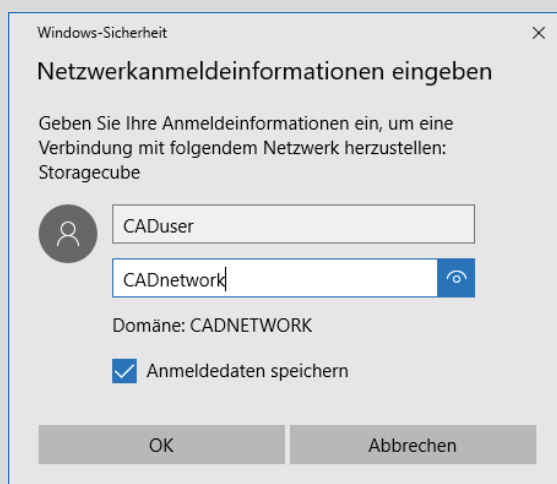 Windows-Sicherheit
Netzwerkanmeldeinformationen eingeben
Geben Sie Ihre Anmeldeinformationen ein, um eine
Verbindung mit folgendem Netzwerk herzustellen:
Storagecube
CADuser
CADnetwork
Domäne: CADNETWORK
Anmeldedaten speichern
OK
Abbrechen